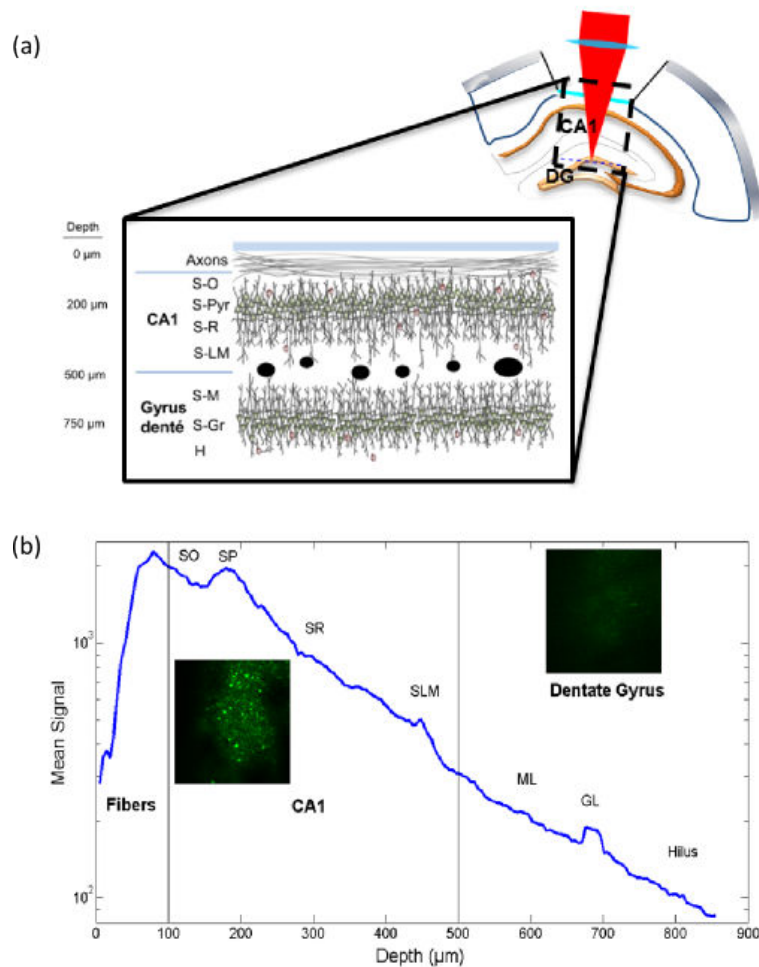 (a)
CA1
DG
Depth
0 µm
Axons
S-O
200 µm
S-Pyr
CA1
S-R
S-LM
500 µm
Gyrus
denté
S-M
750 µm
S-Gr
H
(b)
SO
SP
10³
SR
Dentate Gyrus
SLM
Mean Signal
Fibers
CA1
ML
GL
Hilus
10²
0 100 200 300 400 500 600 700 800 900
Depth (µm)